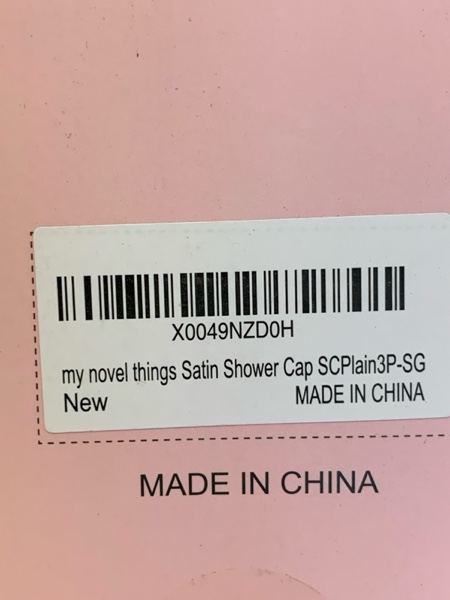 X0049NZD0H
my novel things Satin Shower Cap SCPlain3P-SG
New MADE IN CHINA
MADE IN CHINA